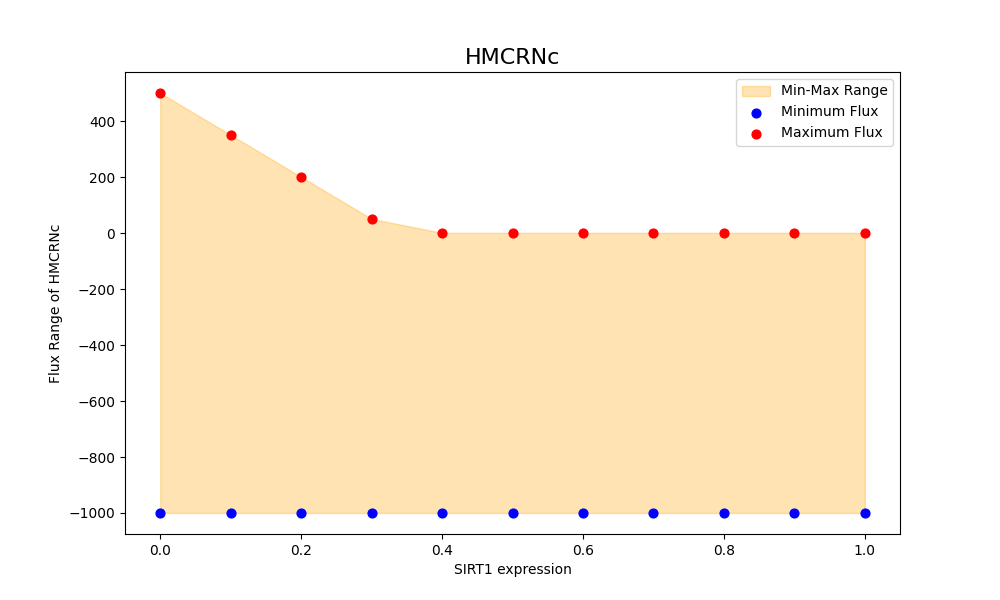 HMCRNc
Min-Max Range
Minimum Flux
Maximum Flux
400
200
0
−200
−400
−600
−800
−1000
Flux Range of HMCRNc
0.0 0.2 0.4 0.6 0.8 1.0
SIRT1 expression